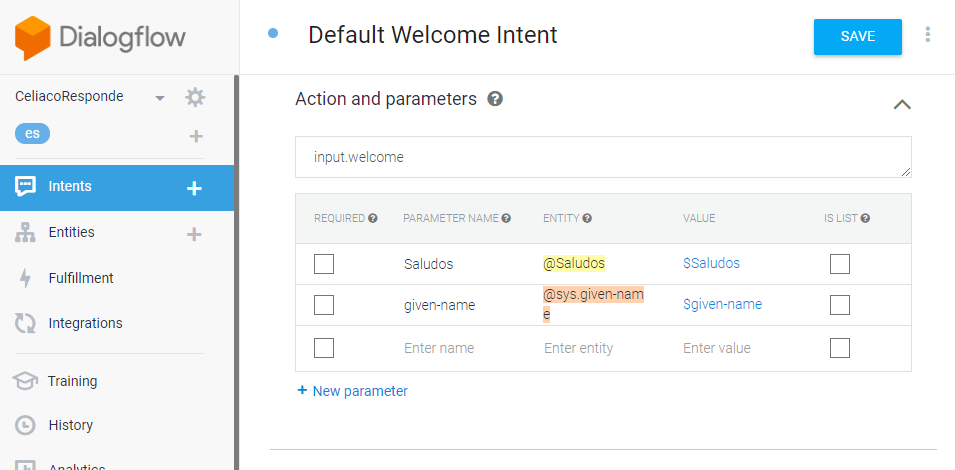 Dialogflow
Default Welcome Intent
SAVE
CeliacoResponde
es
Intents
Entities
Fulfillment
Integrations
Training
History
Analytics
Action and parameters
input.welcome
REQUIRED PARAMETER NAME ENTITY VALUE IS LIST
Saludos @Saludos $Saludos
given-name @sys.given-nam $given-name
e
Enter name Enter entity Enter value
+ New parameter